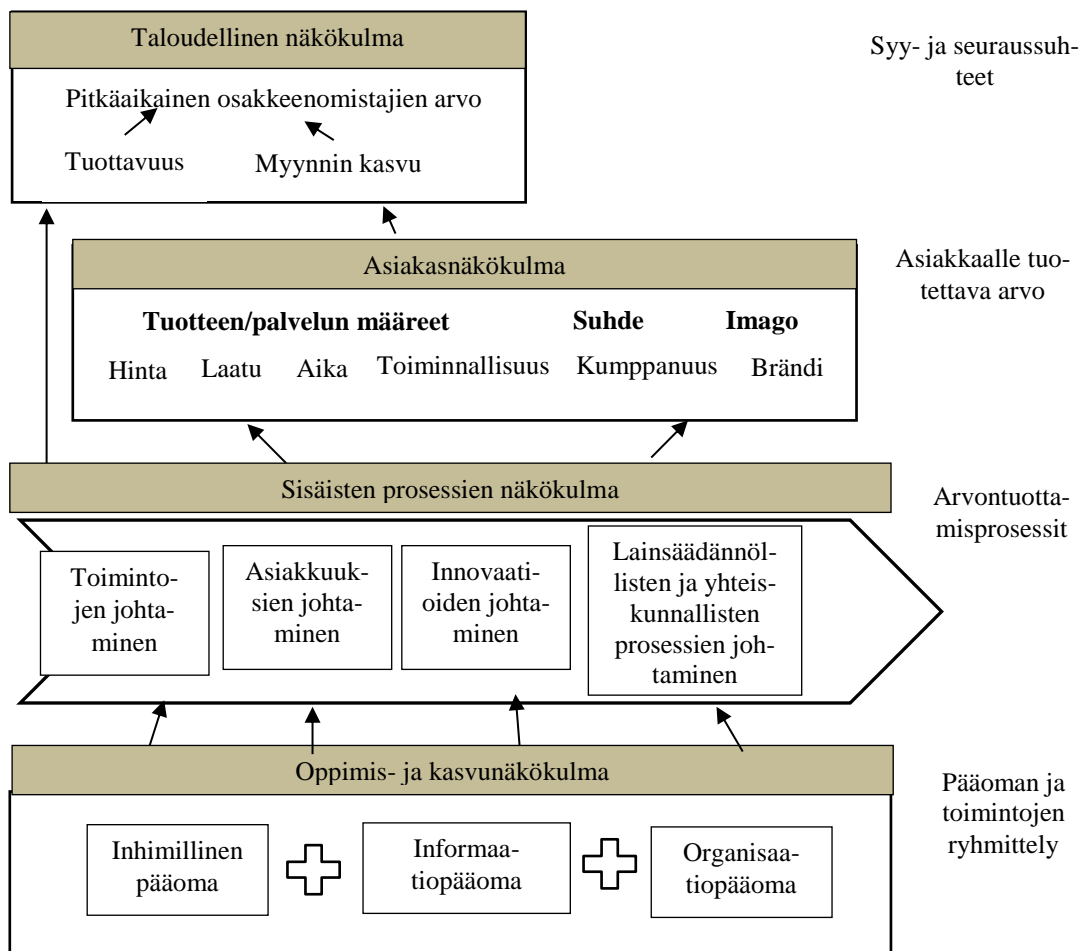 Taloudellinen näkökulma
Syy- ja seuraussuh-
teet
Pitkäaikainen osakkeenomistajien arvo
Tuottavuus
Myynnin kasvu
Asiakasnäkökulma
Asiakkaalle tuo-
tettava arvo
Tuotteen/palvelun määreet
Suhde
Imago
Hinta
Laatu
Aika
Toiminnallisuus
Kumppanuus
Brändi
Sisäisten prosessien näkökulma
Arvontuotta-
misprosessit
Toiminto-
jen johta-
minen
Asiakkuuk-
sien johta-
minen
Innovaati-
oiden johta-
minen
Lainsäädännöl-
listen ja yhteis-
kunnallisten
prosessien joh-
taminen
Oppimis- ja kasvunäkökulma
Pääoman ja
toimintojen
ryhmittely
Inhimillinen
pääoma
Informaa-
tiopääoma
Organisaa-
tiopääoma